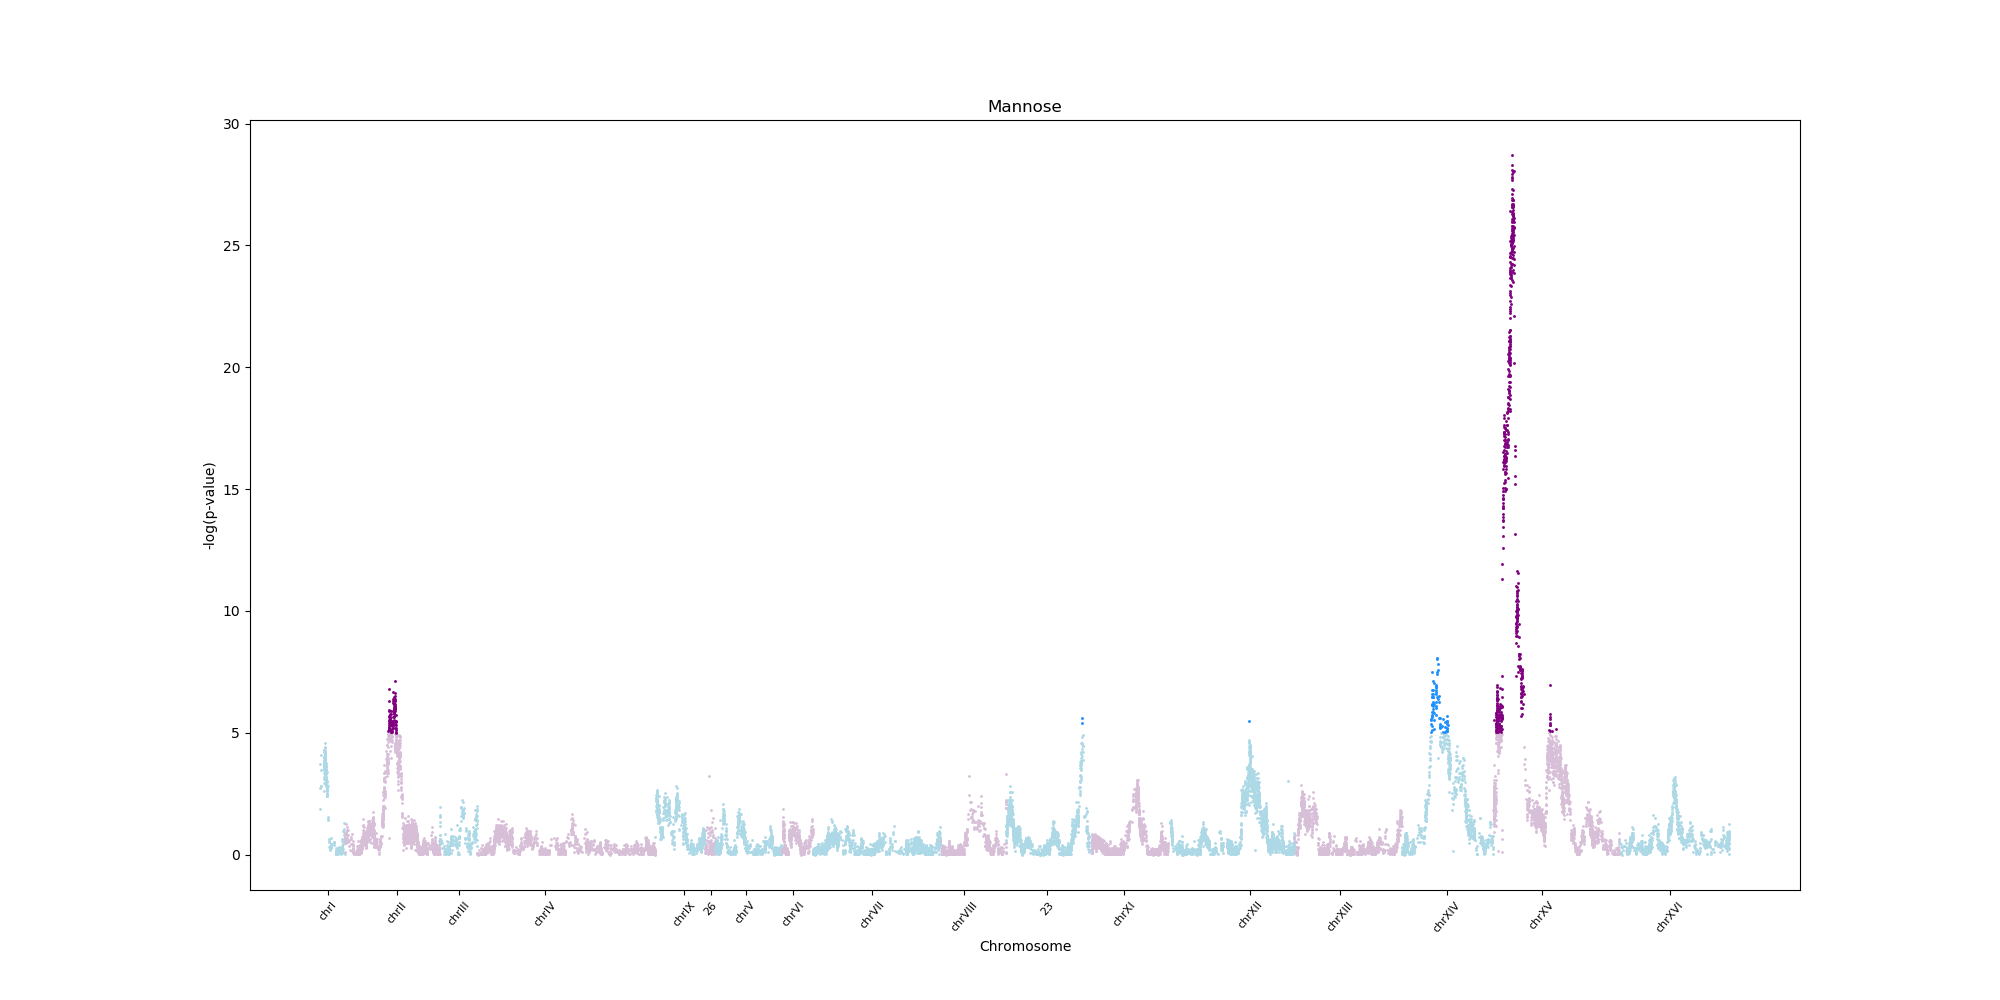 Mannose
30
25
20
15
10
5
0
-log(p-value)
chrI
chrII
chrIII
chrIV
chrIX
26
chrV
chrVI
chrVII
chrVIII
23
chrXI
chrXII
chrXIII
chrXIV
chrXV
chrXVI
Chromosome